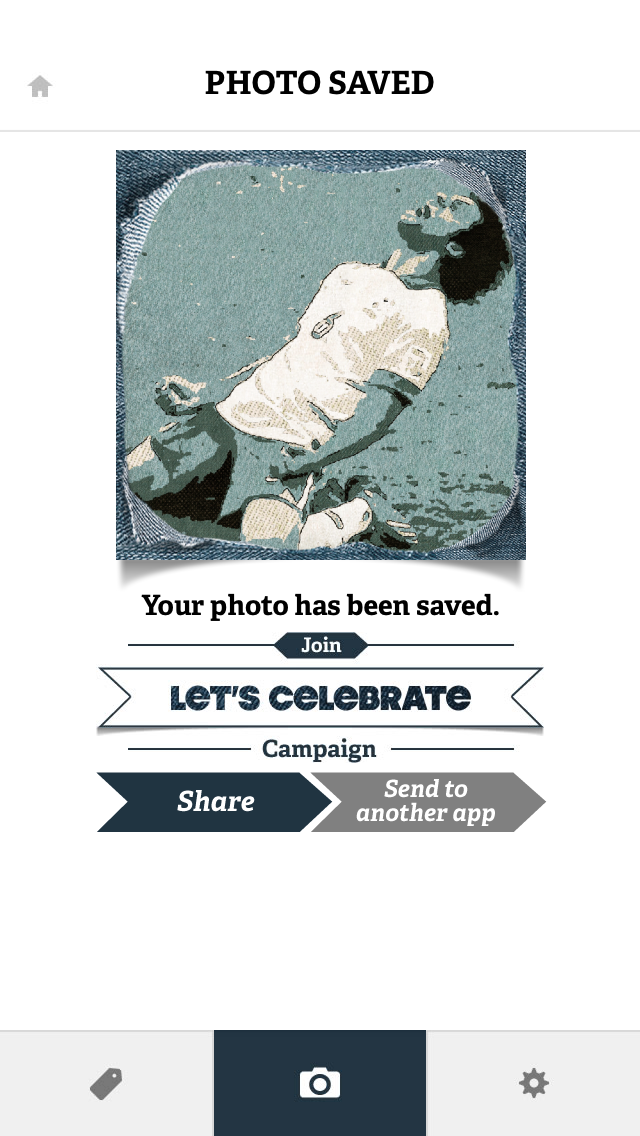 PHOTO SAVED
Your photo has been saved.
Join
LET'S CELEBRATE
Campaign
Share
Send to
another app